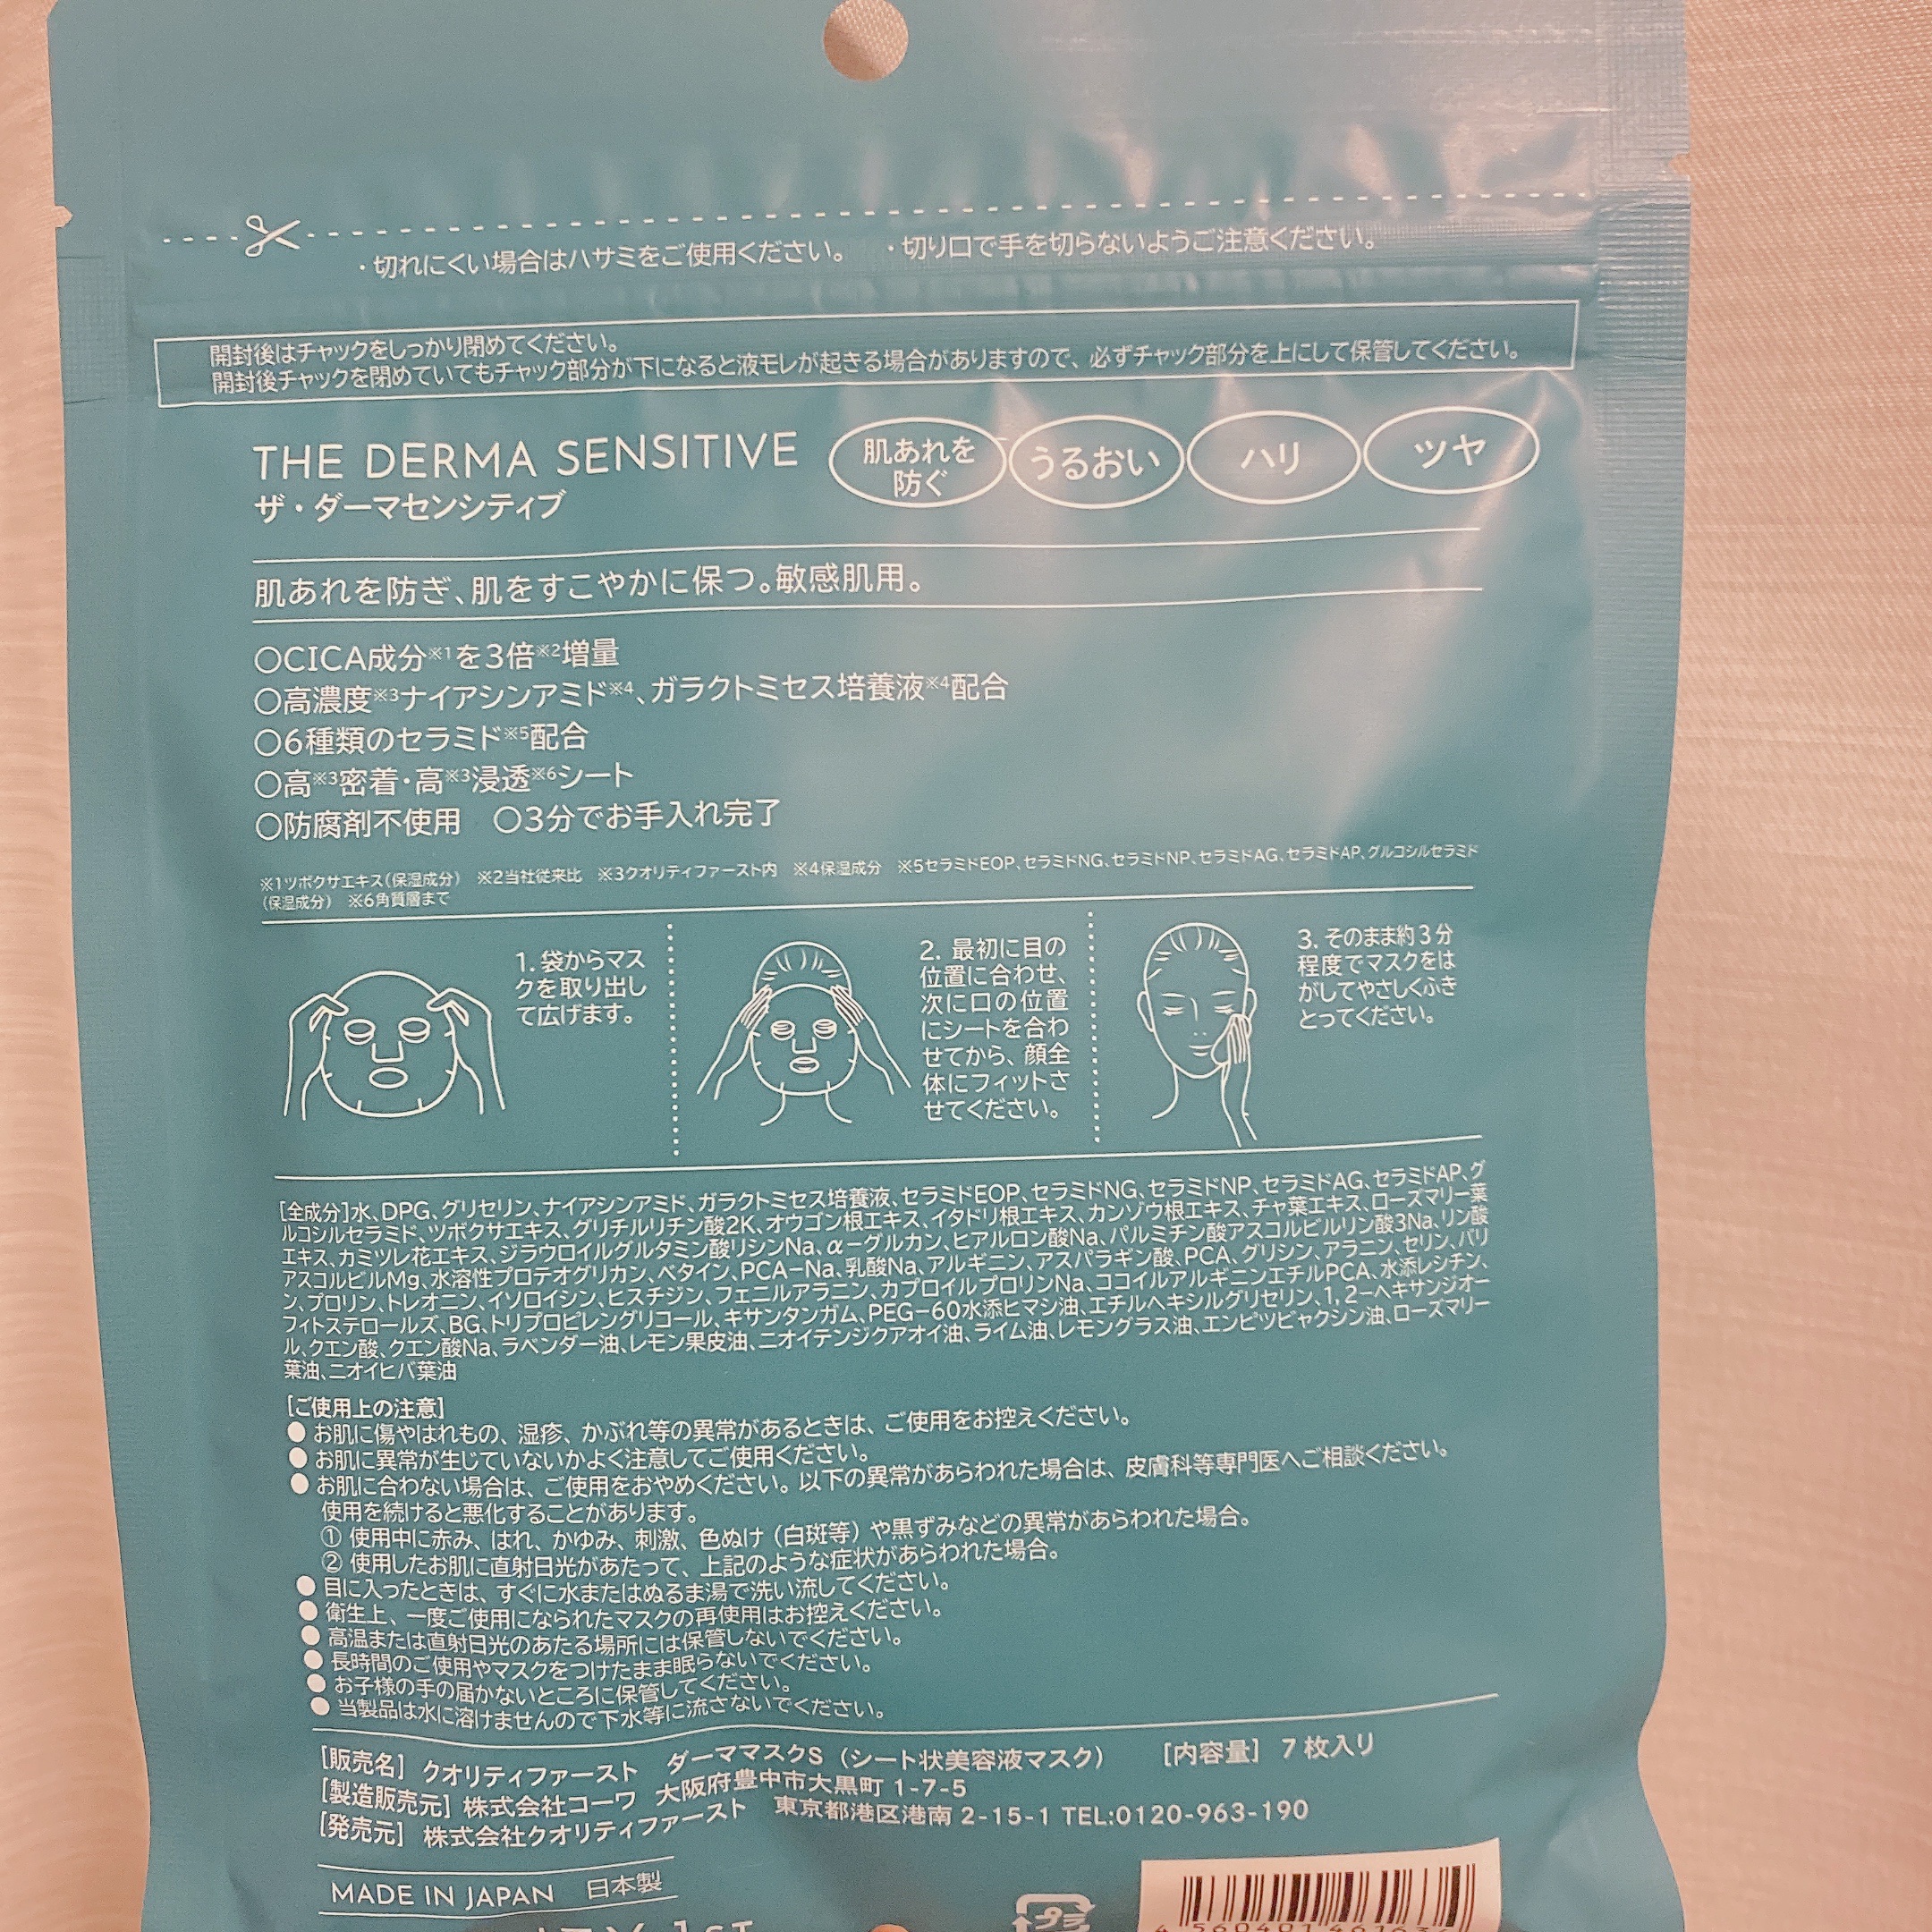 ・切れにくい場合はハサミをご使用ください。 ・切り口で手を切らないようご注意ください。
開封後はチャックをしっかり閉めてください。
開封後チャックを閉めていてもチャック部分が下になると液モレが起きる場合がありますので、必ずチャック部分を上にして保管してください。
THE DERMA SENSITIVE
ザ・ダーマセンシティブ
肌あれを
防ぐ
うるおい
ハリ
ツヤ
肌あれを防ぎ、肌をすこやかに保つ。敏感肌用。
○CICA成分※1を3倍※2増量
○高濃度※3ナイアシンアミド※4、ガラクトミセス培養液※4配合
○6種類のセラミド※5配合
○高※3密着・高※3浸透※6シート
○防腐剤不使用 ○3分でお手入れ完了
※1ツボクサエキス(保湿成分) ※2当社従来比 ※3クオリティファースト内 ※4保湿成分 ※5セラミドEOP、セラミドNG、セラミドNP、セラミドAG、セラミドAP、グルコシルセラミド
(保湿成分) ※6角質層まで
1. 袋からマス
クを取り出し
て広げます。
2. 最初に目の
位置に合わせ、
次に口の位置
にシートを合わ
せてから、顔全
体にフィットさ
せてください。
3. そのまま約3分
程度でマスクをは
がしてやさしくふき
とってください。
[全成分]水、DPG、グリセリン、ナイアシンアミド、ガラクトミセス培養液、セラミドEOP、セラミドNG、セラミドNP、セラミドAG、セラミドAP、グ
ルコシルセラミド、ツボクサエキス、グリチルリチン酸2K、オウゴン根エキス、イタドリ根エキス、カンゾウ根エキス、チャ葉エキス、ローズマリー葉
エキス、カミツレ花エキス、ジラウロイルグルタミン酸リシンNa、α-グルカン、ヒアルロン酸Na、パルミチン酸アスコルビルリン酸3Na、リン酸
アスコルビルMg、水溶性プロテオグリカン、ベタイン、PCA-Na、乳酸Na、アルギニン、アスパラギン酸、PCA、グリシン、アラニン、セリン、バリ
ン、プロリン、トレオニン、イソロイシン、ヒスチジン、フェニルアラニン、カプロイルプロリンNa、ココイルアルギニンエチルPCA、水添レシチン、
フィトステロールズ、BG、トリプロピレングリコール、キサンタンガム、PEG-60水添ヒマシ油、エチルヘキシルグリセリン、1,2-ヘキサンジオー
ル、クエン酸、クエン酸Na、ラベンダー油、レモン果皮油、ニオイテンジクアオイ油、ライム油、レモングラス油、エンピツビャクシン油、ローズマリー
葉油、ニオイヒバ葉油
[ご使用上の注意]
● お肌に傷やはれもの、湿疹、かぶれ等の異常があるときは、ご使用をお控えください。
● お肌に異常が生じていないかよく注意してご使用ください。
● お肌に合わない場合は、ご使用をおやめください。以下の異常があらわれた場合は、皮膚科等専門医へご相談ください。
使用を続けると悪化することがあります。
① 使用中に赤み、はれ、かゆみ、刺激、色ぬけ(白斑等)や黒ずみなどの異常があらわれた場合。
② 使用したお肌に直射日光があたって、上記のような症状があらわれた場合。
● 目に入ったときは、すぐに水またはぬるま湯で洗い流してください。
● 衛生上、一度ご使用になられたマスクの再使用はお控えください。
● 高温または直射日光のあたる場所には保管しないでください。
● 長時間のご使用やマスクをつけたまま眠らないでください。
● お子様の手の届かないところに保管してください。
● 当製品は水に溶けませんので下水等に流さないでください。
[販売名] クオリティファースト ダーママスクS(シート状美容液マスク) [内容量] 7枚入り
[製造販売元] 株式会社コーワ 大阪府豊中市大黒町 1-7-5
[発売元] 株式会社クオリティファースト 東京都港区港南 2-15-1 TEL:0120-963-190
MADE IN JAPAN 日本製
プラ